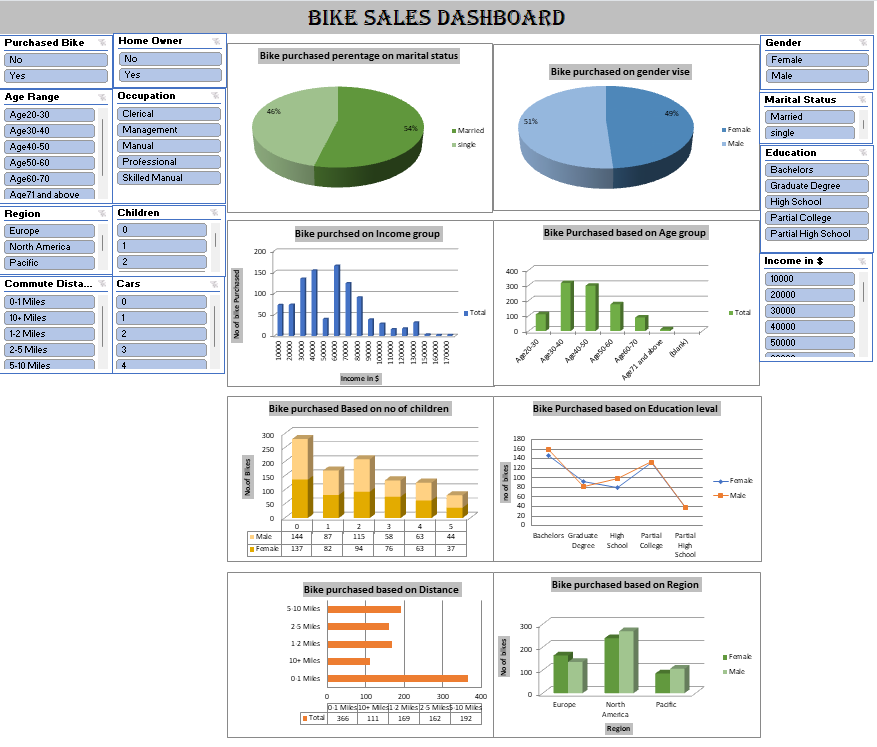 BIKE SALES DASHBOARD
Purchased Bike
No
Yes
Home Owner
No
Yes
Age Range
Age20-30
Age30-40
Age40-50
Age50-60
Age60-70
Age71 and above
Occupation
Clerical
Management
Manual
Professional
Skilled Manual
Region
Europe
North America
Pacific
Children
0
1
2
Commute Dista...
0-1 Miles
10+ Miles
1-2 Miles
2-5 Miles
5-10 Miles
Cars
0
1
2
3
4
Bike purchased perentage on marital status
46%
54%
Married
single
Bike purchased on gender vise
51%
49%
Female
Male
Gender
Female
Male
Marital Status
Married
single
Education
Bachelors
Graduate Degree
High School
Partial College
Partial High School
Income in $
10000
20000
30000
40000
50000
Bike purchsed on Income group
No of bike Purchased
200
150
100
50
0
10000
20000
30000
40000
50000
60000
70000
80000
90000
100000
110000
120000
130000
150000
160000
170000
Total
Income in $
Bike Purchased based on Age group
400
300
200
100
0
Age20-30
Age30-40
Age40-50
Age50-60
Age60-70
Age71 and above
(blank)
Total
Bike purchased Based on no of children
No.of Bikes
300
250
200
150
100
50
0
0 1 2 3 4 5
Male 144 87 115 58 63 44
Female 137 82 94 76 63 37
Bike Purchased based on Education leval
no of bikes
180
160
140
120
100
80
60
40
20
0
Bachelors Graduate Degree High School Partial College Partial High School
Female
Male
Bike purchased based on Distance
5-10 Miles
2-5 Miles
1-2 Miles
10+ Miles
0-1 Miles
0 100 200 300 400
0-1 Miles 10+ Miles 1-2 Miles 2-5 Miles 5-10 Miles
Total 366 111 169 162 192
Bike purchased based on Region
No of bikes
300
200
100
0
Europe North America Pacific
Region
Female
Male